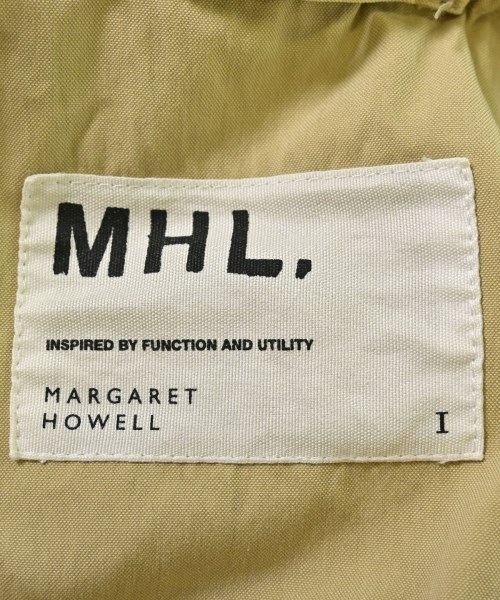 MHL.
INSPIRED BY FUNCTION AND UTILITY
MARGARET
HOWELL
I